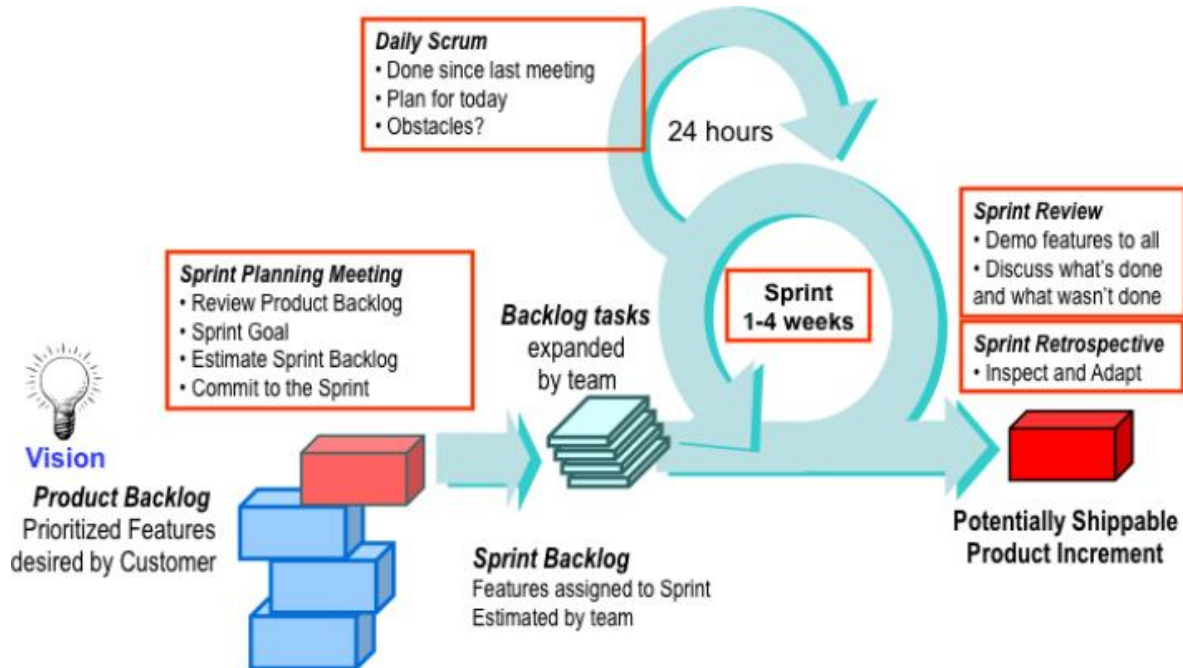 Daily Scrum
• Done since last meeting
• Plan for today
• Obstacles?
24 hours
Sprint Planning Meeting
• Review Product Backlog
• Sprint Goal
• Estimate Sprint Backlog
• Commit to the Sprint
Backlog tasks
expanded
by team
Sprint
1-4 weeks
Sprint Review
• Demo features to all
• Discuss what's done
and what wasn't done
Sprint Retrospective
• Inspect and Adapt
Vision
Product Backlog
Prioritized Features
desired by Customer
Sprint Backlog
Features assigned to Sprint
Estimated by team
Potentially Shippable
Product Increment